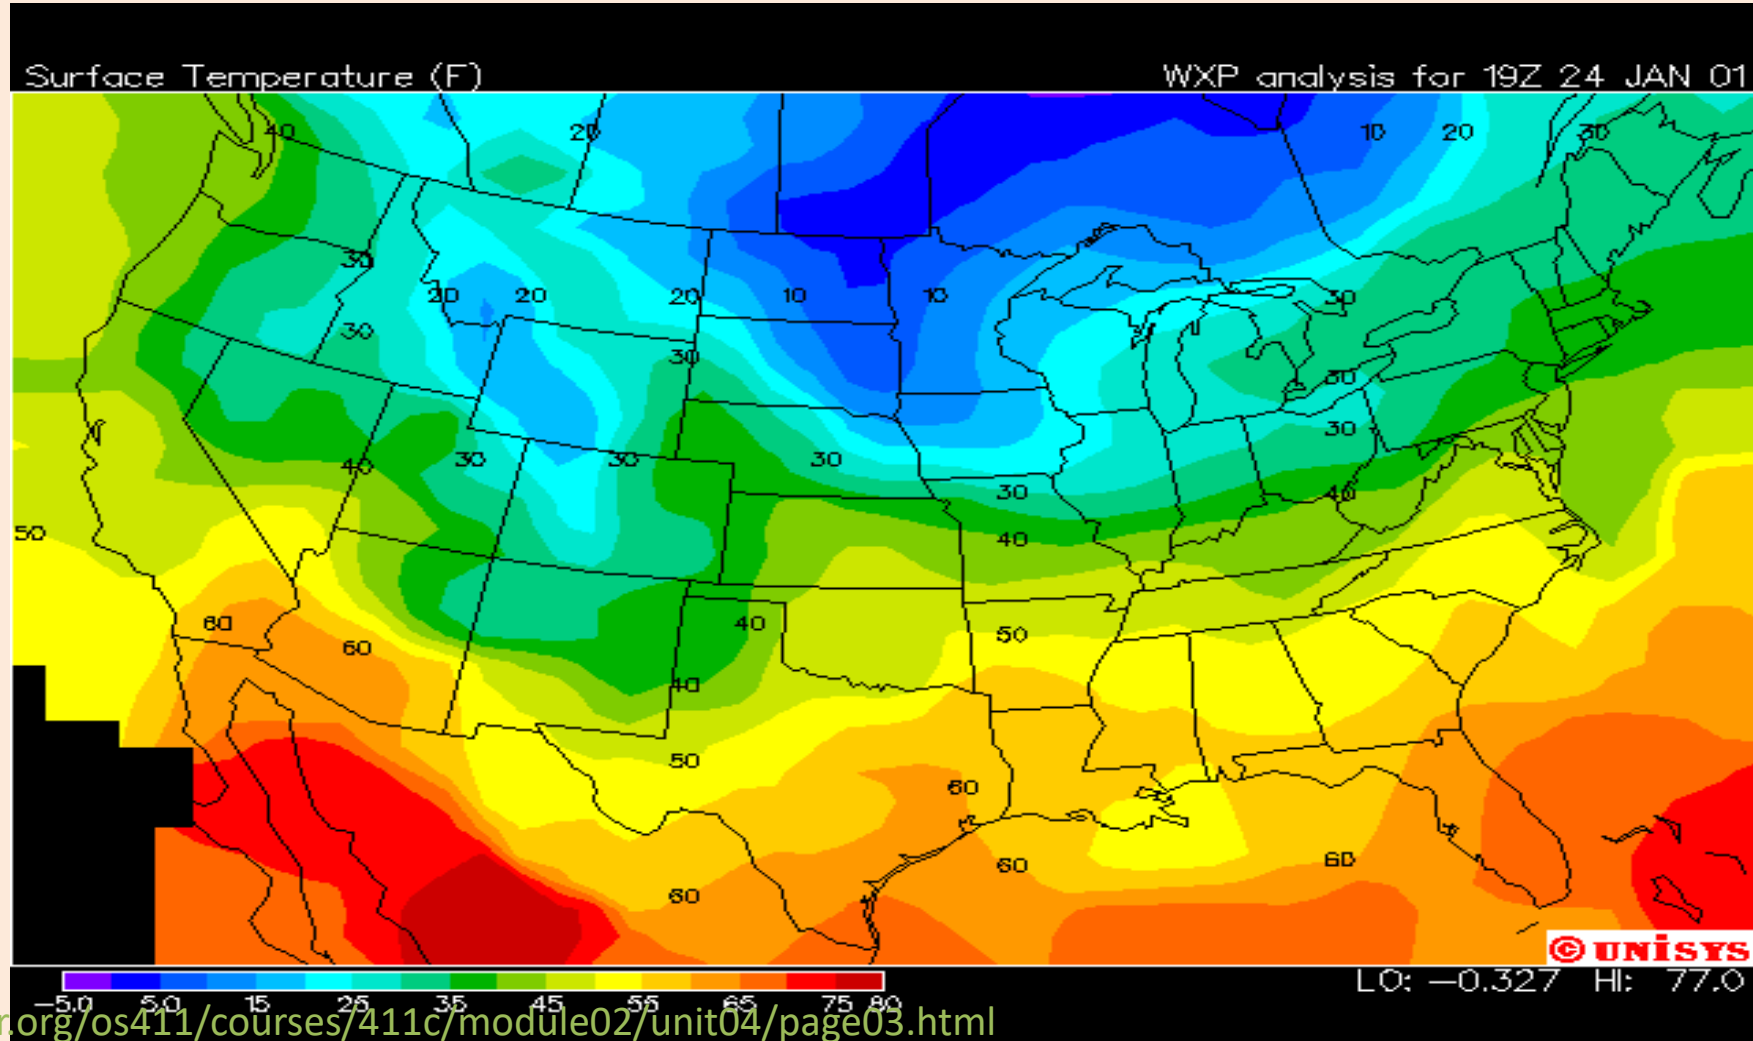 Surface Temperature (F) WXP analysis for 19Z 24 JAN 01
40 20 10 20 30
30 20 20 20 10 10 30
30 30 30
40 30 30 30 30 30
30 40
50 40
60 60 40 50
40
50 60
60 60 60
© UNISYS
LO: -0.327 HI: 77.0
-5.0 5.0 15 25 35 45 55 65 75 80
r.org/os411/courses/411c/module02/unit04/page03.html